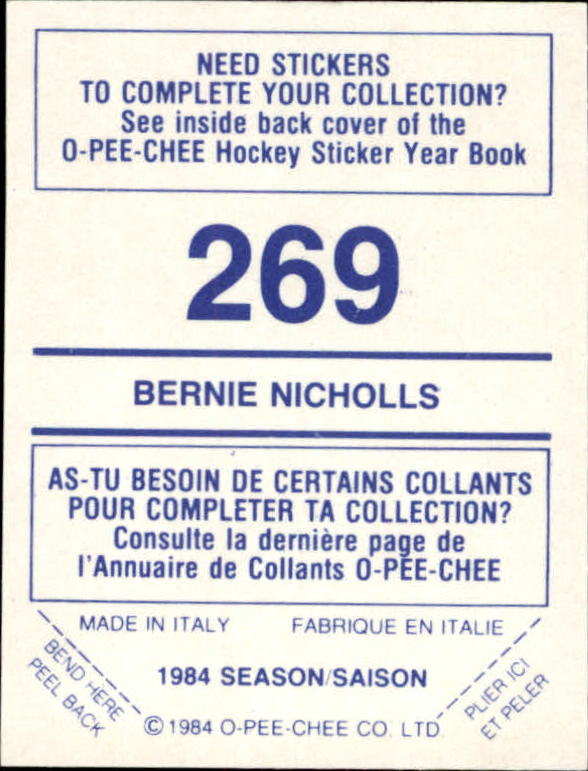 NEED STICKERS
TO COMPLETE YOUR COLLECTION?
See inside back cover of the
O-PEE-CHEE Hockey Sticker Year Book
269
BERNIE NICHOLLS
AS-TU BESOIN DE CERTAINS COLLANTS
POUR COMPLETER TA COLLECTION?
Consulte la dernière page de
l'Annuaire de Collants O-PÉE-CHEE
MADE IN ITALY FABRIQUE EN ITALIE
BEND HERE
PEEL BACK
1984 SEASON/SAISON
PLIER ICI
ET PELER
© 1984 O-PEE-CHEE CO. LTD.